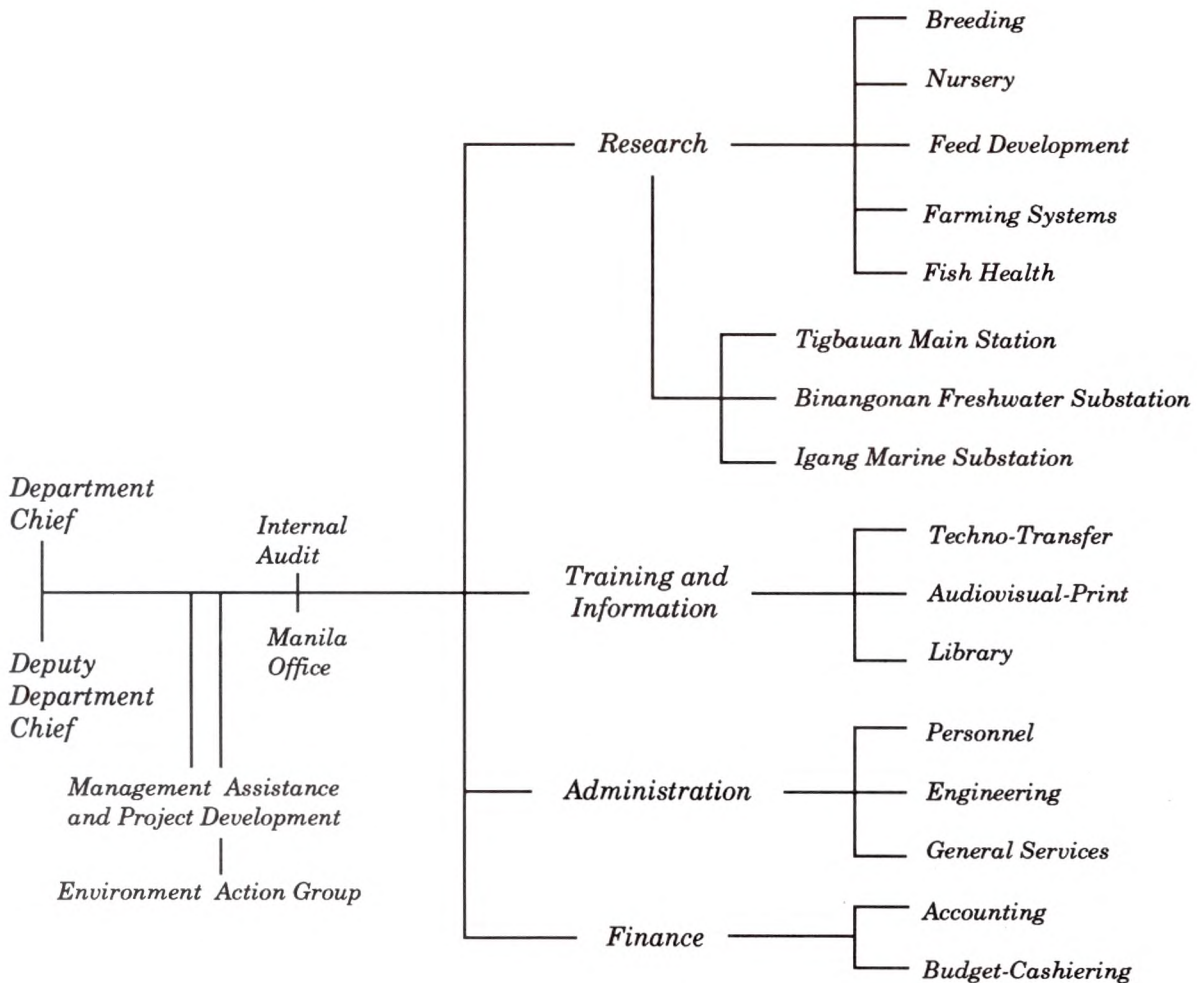 Department
Chief
Deputy
Department
Chief
Internal
Audit
Manila
Office
Management Assistance
and Project Development
Environment Action Group
Research
Breeding
Nursery
Feed Development
Farming Systems
Fish Health
Tigbauan Main Station
Binangonan Freshwater Substation
Igang Marine Substation
Training and
Information
Techno-Transfer
Audiovisual-Print
Library
Administration
Personnel
Engineering
General Services
Finance
Accounting
Budget-Cashiering